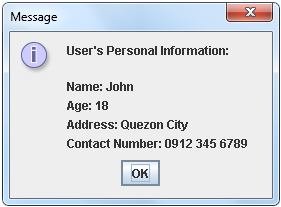 Message
User's Personal Information:
Name: John
Age: 18
Address: Quezon City
Contact Number: 0912 345 6789
OK